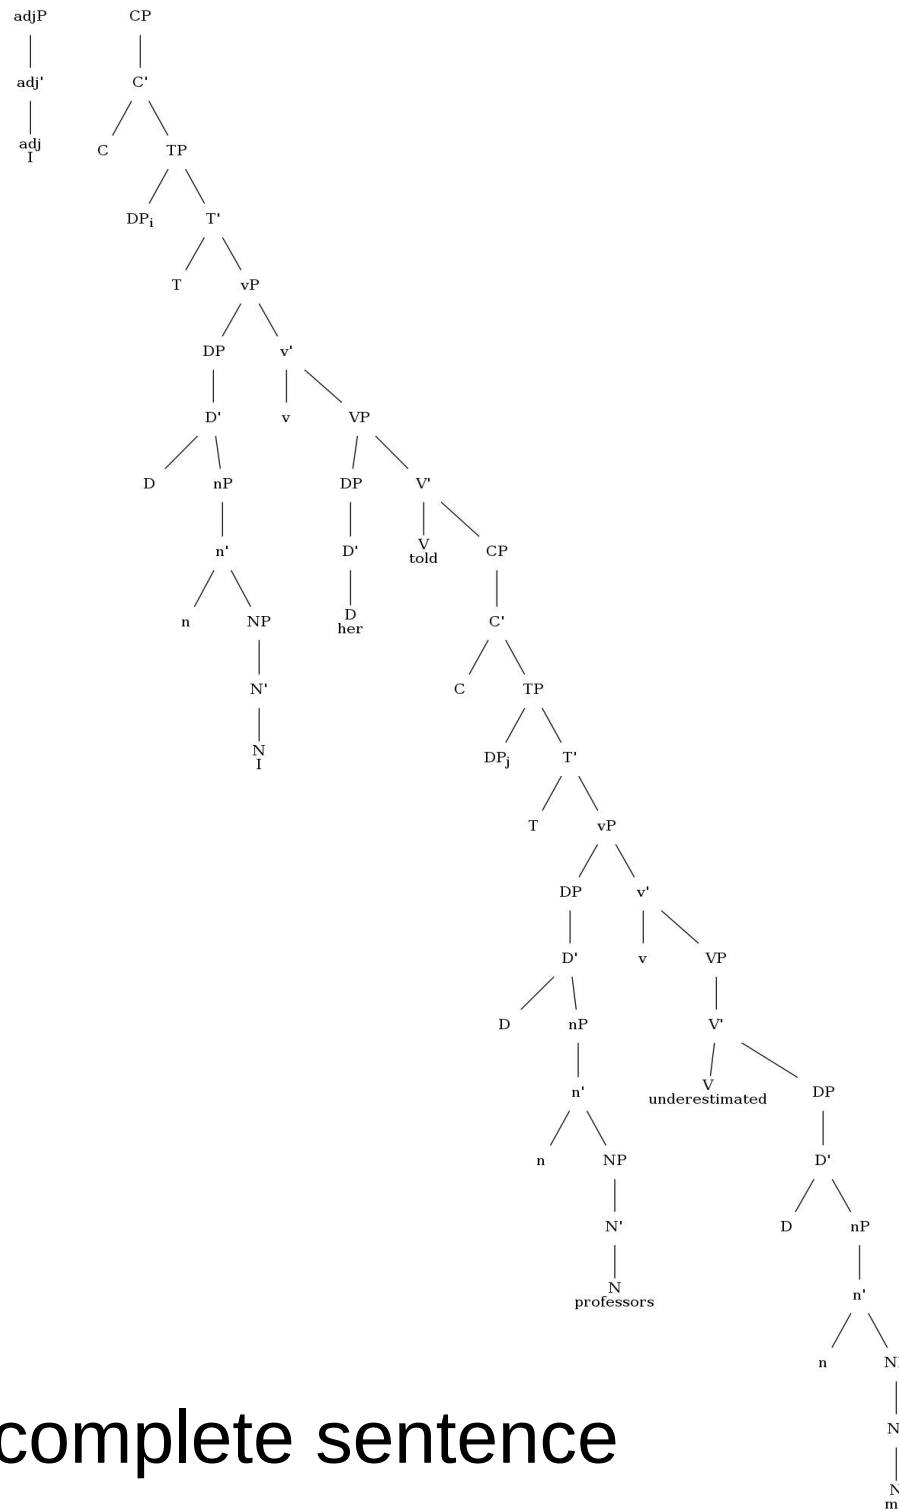 adjP CP
adj' C'
adj
I
C TP
DPi T'
T vP
DP v'
D' v VP
D nP DP V'
n' D' V
told
CP
n NP D
her
C'
N' C TP
N
I
DPj T'
T vP
DP v'
D' v VP
D nP V'
n' V
underestimated
DP
n NP D'
N' D nP
N
professors
n'
n
complete sentence